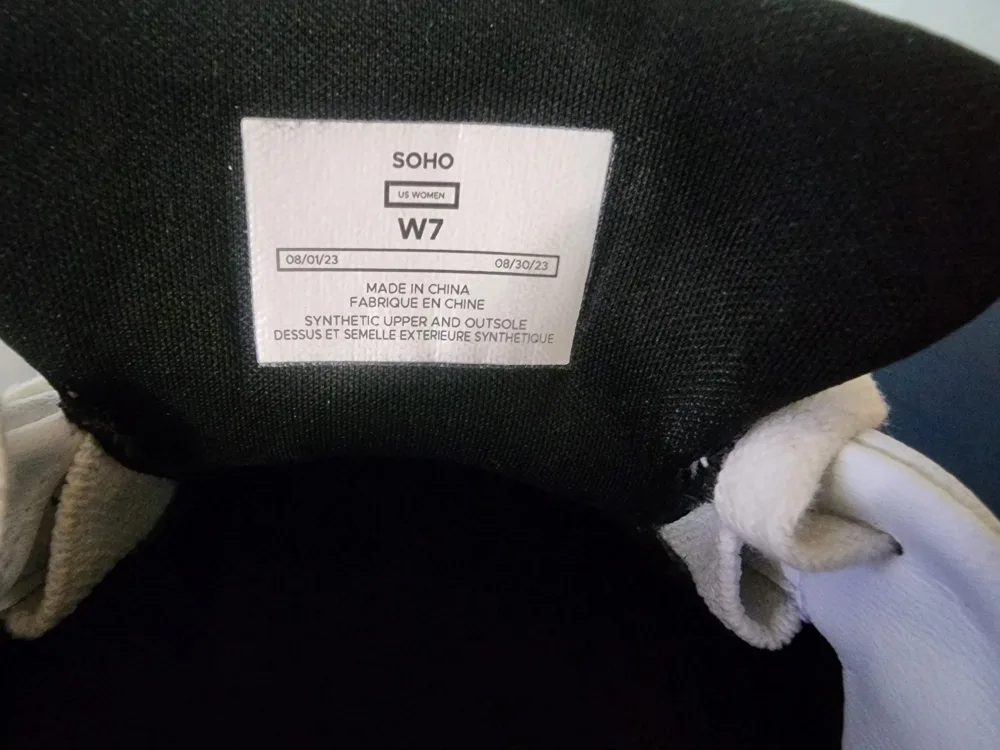 SOHO
US WOMEN
W7
08/01/23 08/30/23
MADE IN CHINA
FABRIQUE EN CHINE
SYNTHETIC UPPER AND OUTSOLE
DESSUS ET SEMELLE EXTERIEURE SYNTHETIQUE